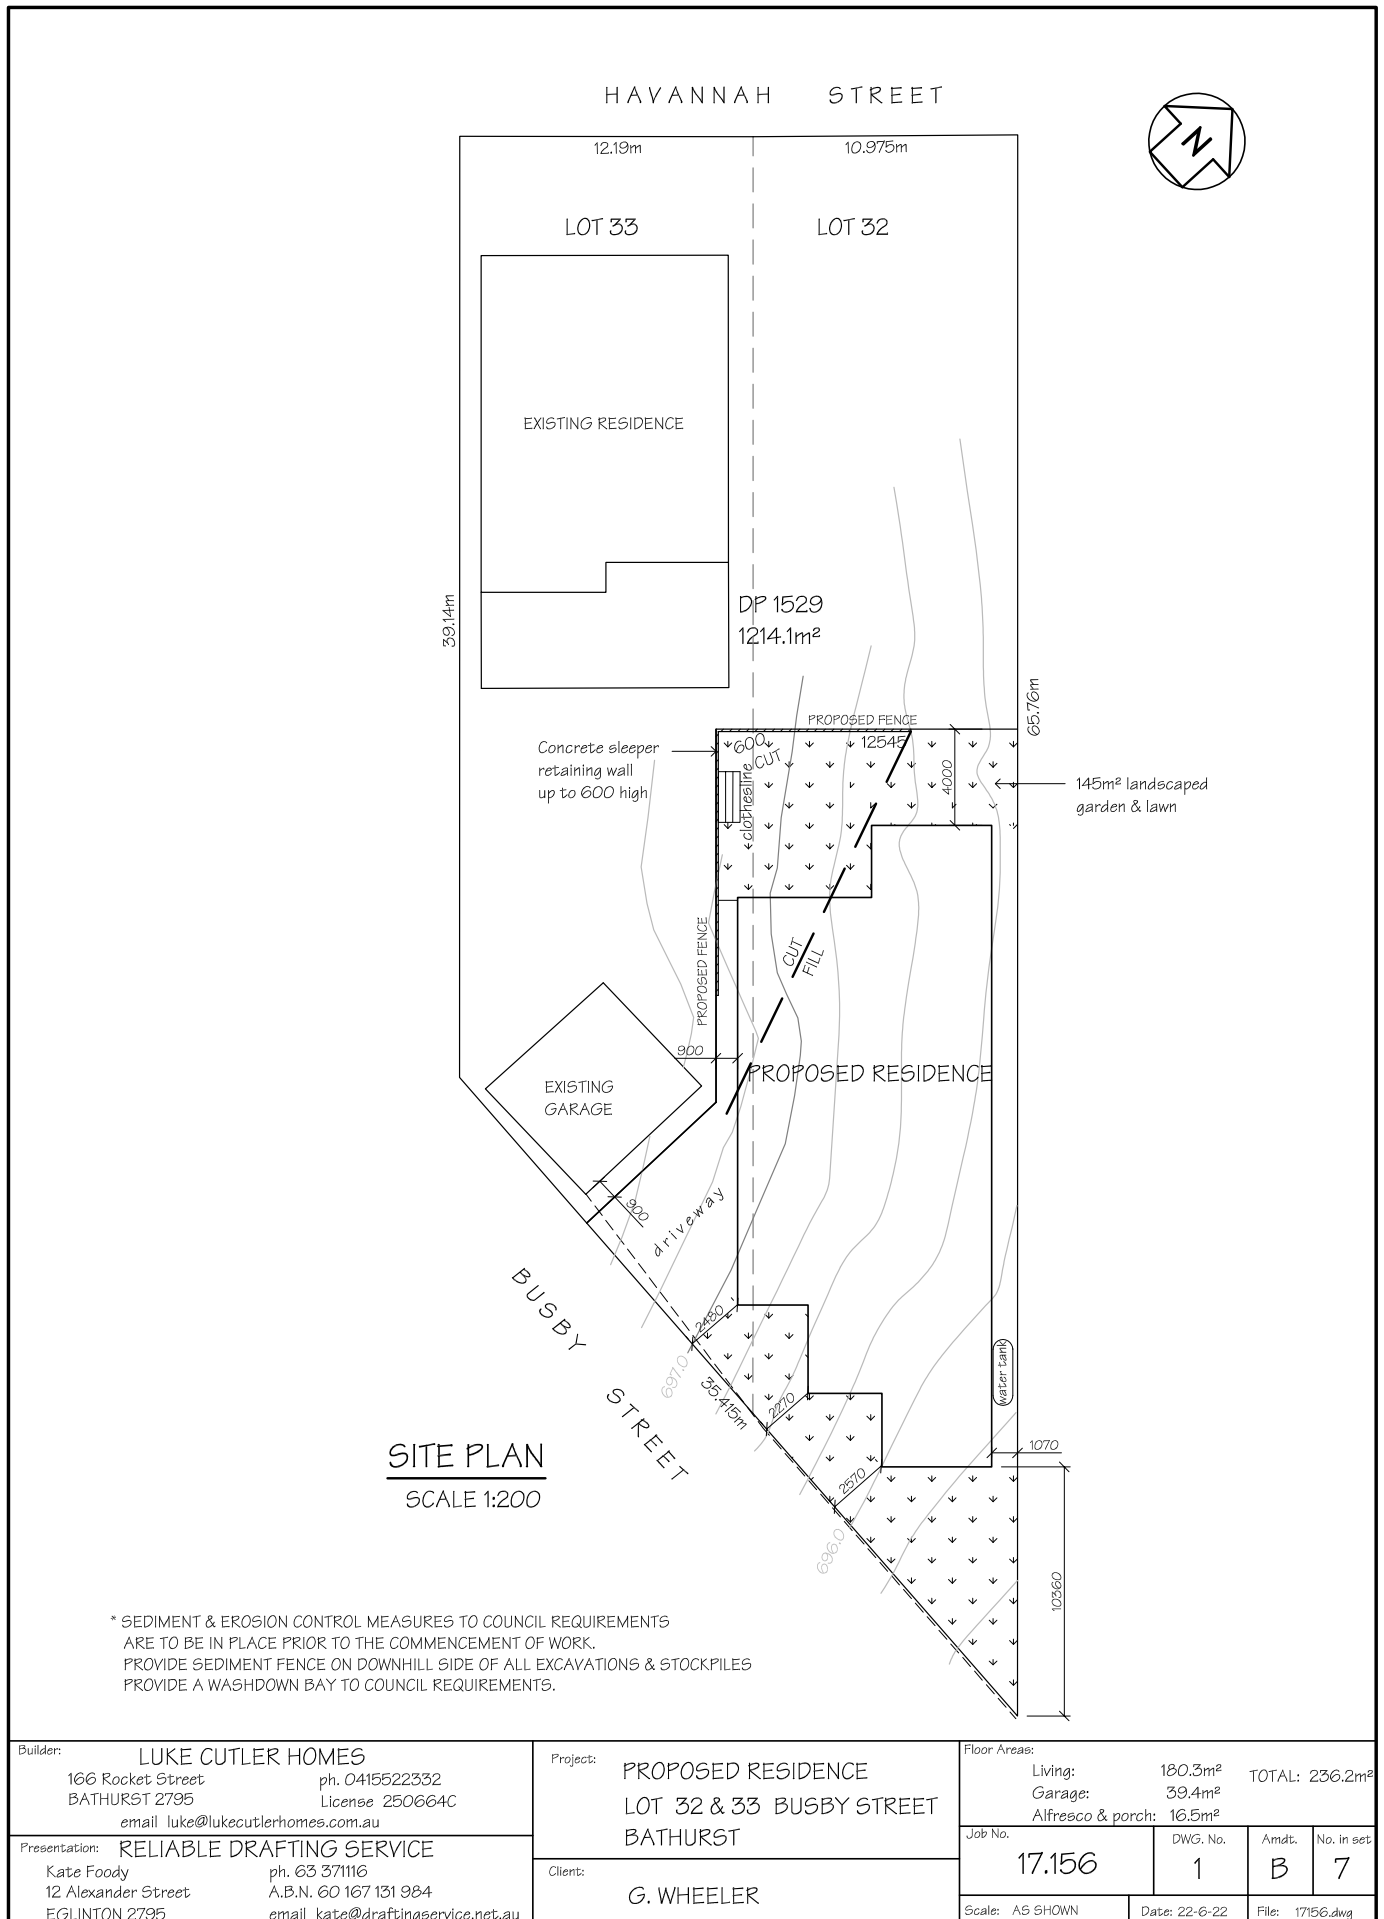 HAVANNAH STREET
N
12.19m
10.975m
LOT 33
LOT 32
EXISTING RESIDENCE
39.14m
DP 1529
1214.1m²
65.76m
PROPOSED FENCE
12545
600
CUT
Concrete sleeper
retaining wall
up to 600 high
clothesline
4000
145m² landscaped
garden & lawn
CUT
FILL
PROPOSED FENCE
900
PROPOSED RESIDENCE
EXISTING
GARAGE
900
driveway
BUSBY STREET
2480
697.0
35.415m
2270
water tank
1070
2570
696.0
10360
SITE PLAN
SCALE 1:200
* SEDIMENT & EROSION CONTROL MEASURES TO COUNCIL REQUIREMENTS
ARE TO BE IN PLACE PRIOR TO THE COMMENCEMENT OF WORK.
PROVIDE SEDIMENT FENCE ON DOWNHILL SIDE OF ALL EXCAVATIONS & STOCKPILES
PROVIDE A WASHDOWN BAY TO COUNCIL REQUIREMENTS.
Builder:
LUKE CUTLER HOMES
166 Rocket Street ph. 0415522332
BATHURST 2795 License 250664C
email luke@lukecutlerhomes.com.au
Presentation: RELIABLE DRAFTING SERVICE
Kate Foody ph. 63 371116
12 Alexander Street A.B.N. 60 167 131 984
EGLINTON 2795 email kate@draftingservice.net.au
Project:
PROPOSED RESIDENCE
LOT 32 & 33 BUSBY STREET
BATHURST
Client:
G. WHEELER
Floor Areas:
Living: 180.3m² TOTAL: 236.2m²
Garage: 39.4m²
Alfresco & porch: 16.5m²
Job No.
17.156
DWG. No.
1
Amdt.
B
No. in set
7
Scale: AS SHOWN
Date: 22-6-22
File: 17156.dwg